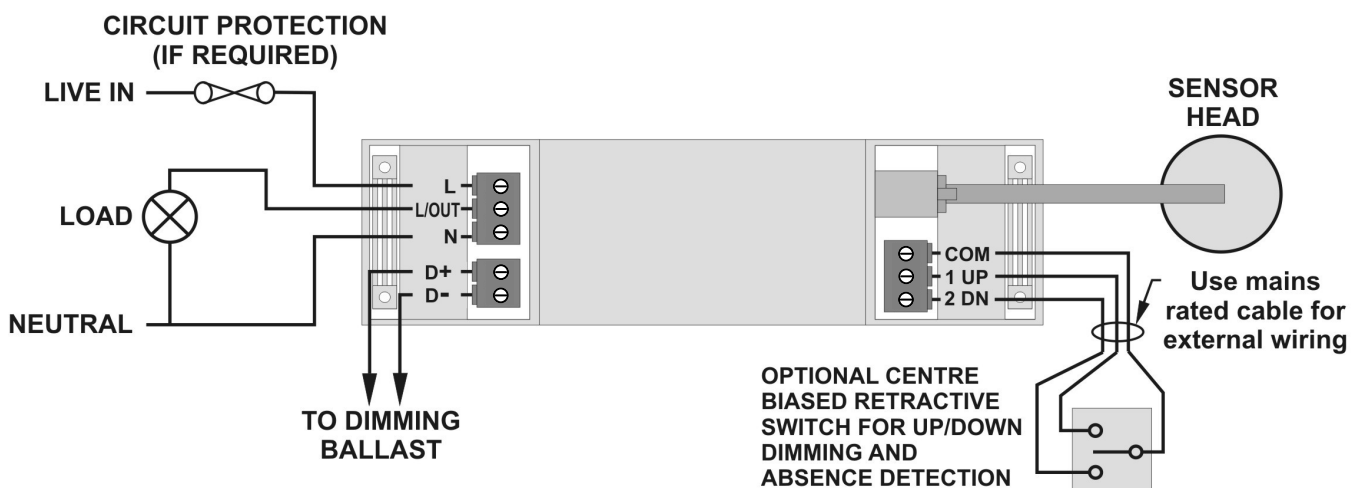 CIRCUIT PROTECTION
(IF REQUIRED)
LIVE IN
LOAD
NEUTRAL
L
L/OUT
N
D+
D-
TO DIMMING
BALLAST
SENSOR
HEAD
COM
1 UP
2 DN
Use mains
rated cable for
external wiring
OPTIONAL CENTRE
BIASED RETRACTIVE
SWITCH FOR UP/DOWN
DIMMING AND
ABSENCE DETECTION